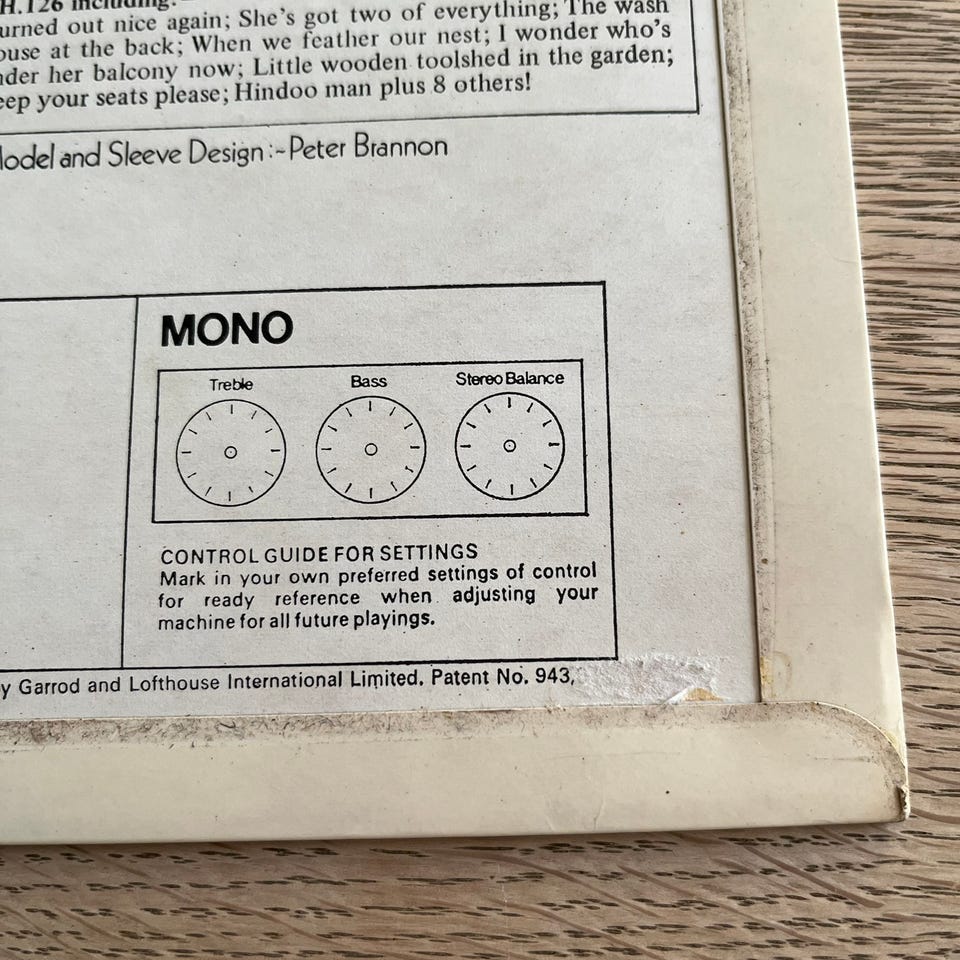 H.126 including:
urned out nice again; She's got two of everything; The wash
ouse at the back; When we feather our nest; I wonder who's
nder her balcony now; Little wooden toolshed in the garden;
eep your seats please; Hindoo man plus 8 others!
odel and Sleeve Design:- Peter Brannon
MONO
Treble Bass Stereo Balance
CONTROL GUIDE FOR SETTINGS
Mark in your own preferred settings of control
for ready reference when adjusting your
machine for all future playings.
y Garrod and Lofthouse International Limited. Patent No. 943,